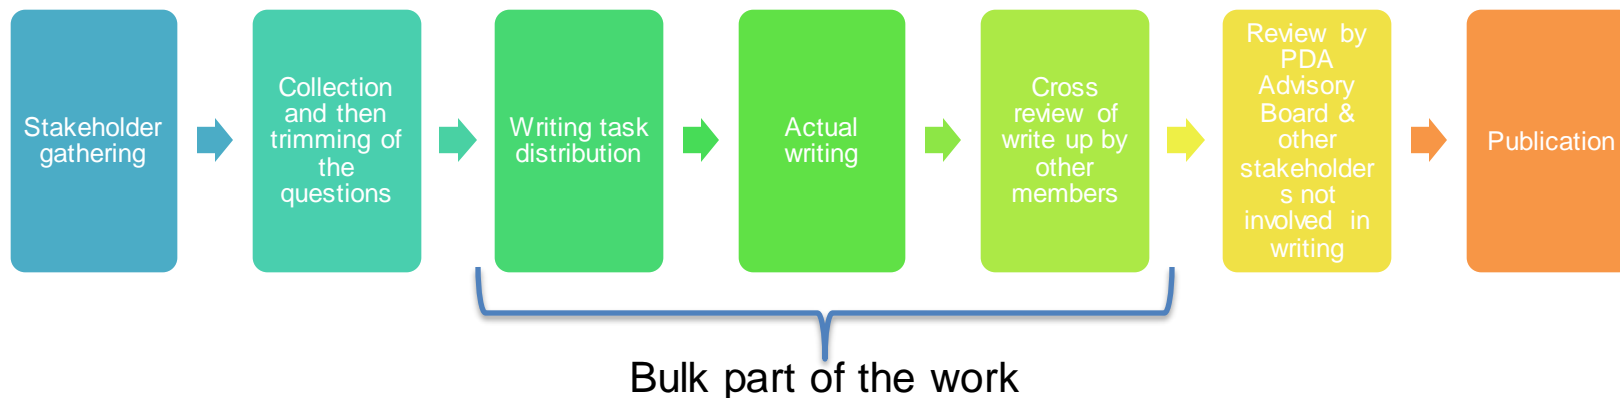 Stakeholder
gathering
Collection
and then
trimming of
the
questions
Writing task
distribution
Actual
writing
Cross
review of
write up by
other
members
Review by
PDA
Advisory
Board &
other
stakeholder
s not
involved in
writing
Publication
Bulk part of the work